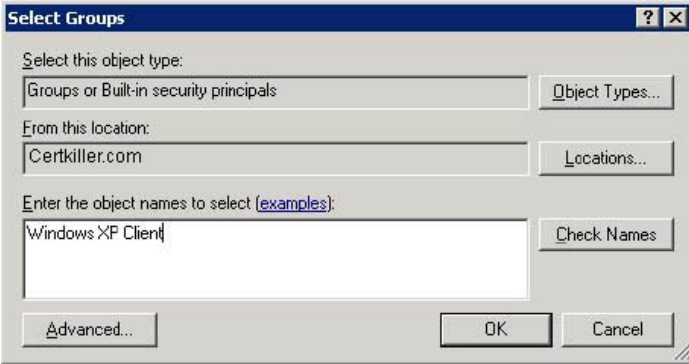 Select Groups
Select this object type:
Groups or Built-in security principals
Object Types...
From this location:
Certkiller.com
Locations...
Enter the object names to select (examples):
Windows XP Client
Check Names
Advanced...
OK
Cancel